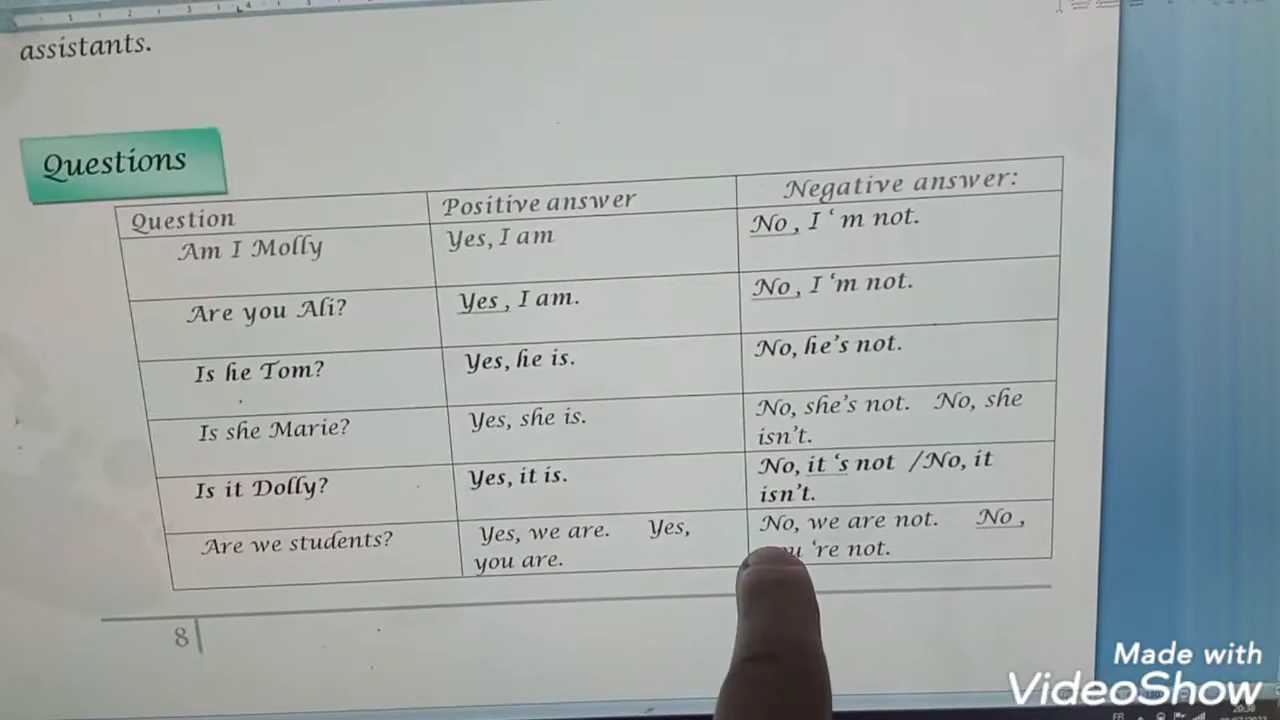 assistants.
Questions
Question
Positive answer
Negative answer:
Am I Molly
Yes, I am
No , I ‘ m not.
Are you Ali?
Yes , I am.
No , I ‘m not.
Is he Tom?
Yes, he is.
No, he’s not.
Is she Marie?
Yes, she is.
No, she’s not. No, she
isn’t.
Is it Dolly?
Yes, it is.
No, it ‘s not /No, it
isn’t.
Are we students?
Yes, we are. Yes,
you are.
No, we are not. No ,
‘re not.
8
Made with
VideoShow
20:38